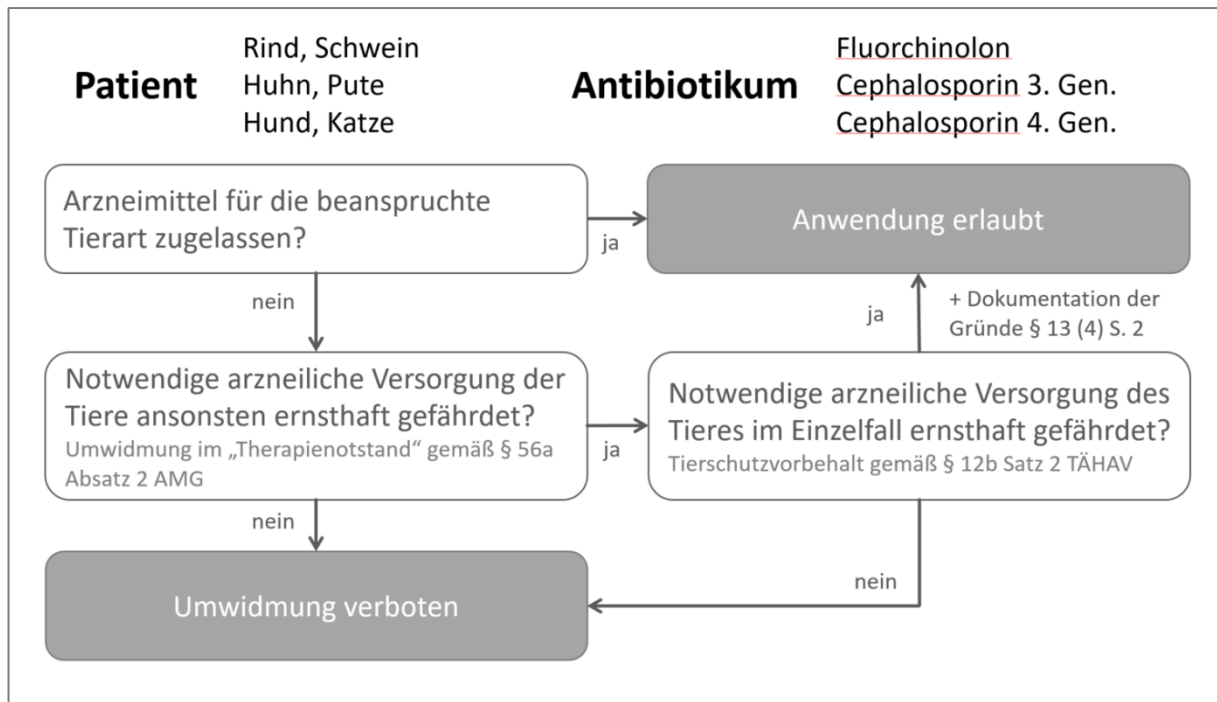 Patient
Rind, Schwein
Huhn, Pute
Hund, Katze
Antibiotikum
Fluorchinolon
Cephalosporin 3. Gen.
Cephalosporin 4. Gen.
Arzneimittel für die beanspruchte
Tierart zugelassen?
ja
Anwendung erlaubt
nein
ja
+ Dokumentation der
Gründe § 13 (4) S. 2
Notwendige arzneiliche Versorgung der
Tiere ansonsten ernsthaft gefährdet?
Umwidmung im „Therapienotstand“ gemäß § 56a
Absatz 2 AMG
ja
Notwendige arzneiliche Versorgung des
Tieres im Einzelfall ernsthaft gefährdet?
Tierschutzvorbehalt gemäß § 12b Satz 2 TÄHAV
nein
nein
Umwidmung verboten